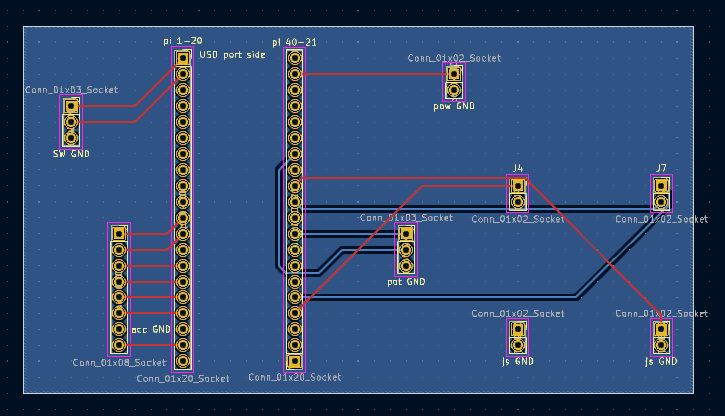 pi 1-20
pi 40-21
USD port side
Conn_01x02_Socket
Conn_01x03_Socket
pow GND
SW GND
J4
J7
Conn_01x03_Socket
Conn_01x02_Socket
Conn_01x02_Socket
pot GND
Conn_01x02_Socket
Conn_01x02_Socket
acc GND
Conn_01x08_Socket
js GND
js GND
Conn_01x20_Socket
Conn_01x20_Socket